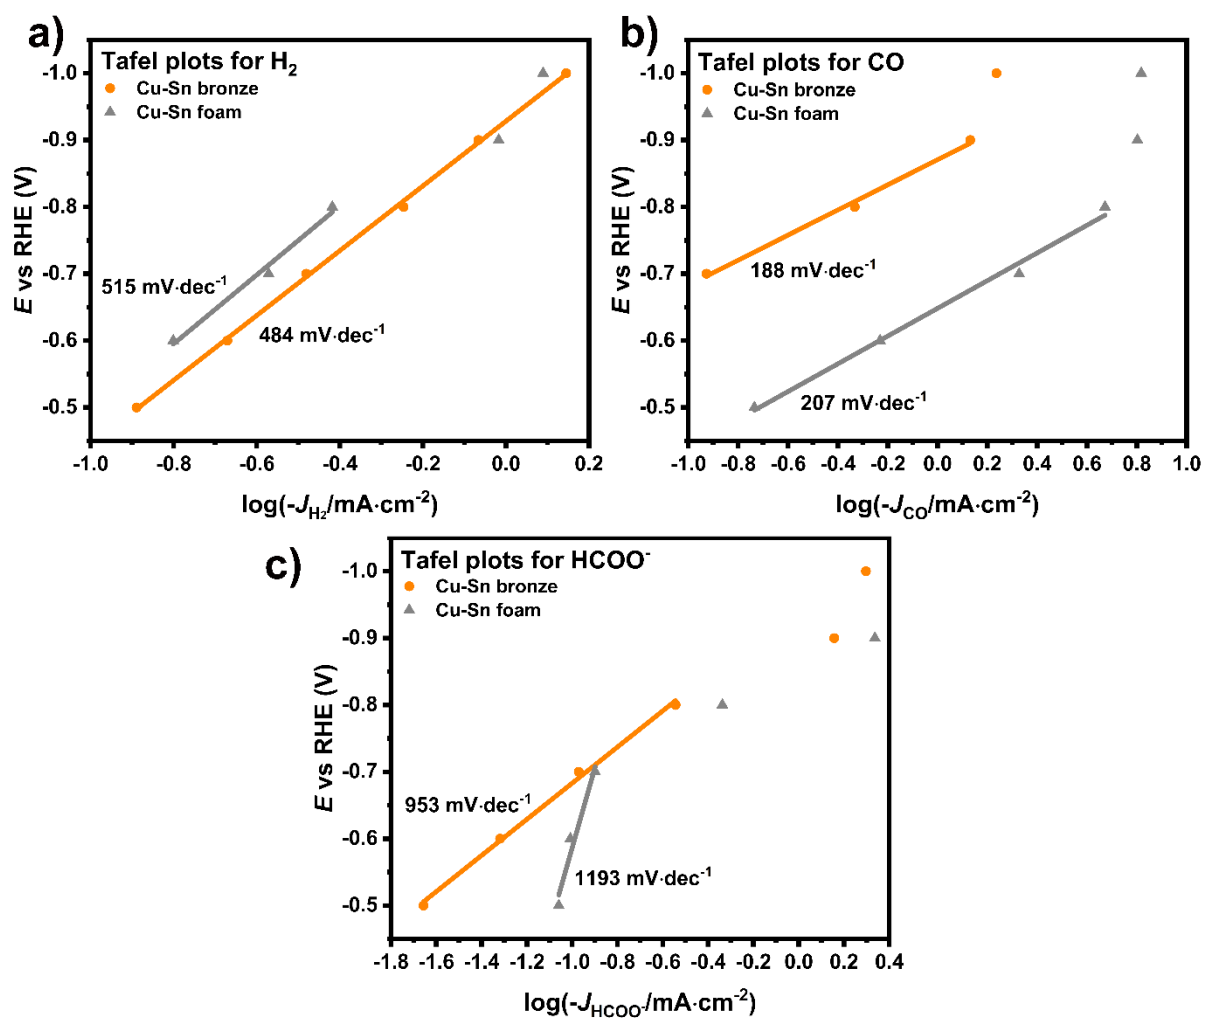 a)
Tafel plots for H₂
Cu-Sn bronze
Cu-Sn foam
-1.0
-0.9
-0.8
-0.7
-0.6
-0.5
E vs RHE (V)
515 mV·dec⁻¹
484 mV·dec⁻¹
-1.0 -0.8 -0.6 -0.4 -0.2 0.0 0.2
log(-J_H₂/mA·cm⁻²)
b)
Tafel plots for CO
Cu-Sn bronze
Cu-Sn foam
-1.0
-0.9
-0.8
-0.7
-0.6
-0.5
E vs RHE (V)
188 mV·dec⁻¹
207 mV·dec⁻¹
-1.0 -0.8 -0.6 -0.4 -0.2 0.0 0.2 0.4 0.6 0.8 1.0
log(-J_CO/mA·cm⁻²)
c)
Tafel plots for HCOO⁻
Cu-Sn bronze
Cu-Sn foam
-1.0
-0.9
-0.8
-0.7
-0.6
-0.5
E vs RHE (V)
953 mV·dec⁻¹
1193 mV·dec⁻¹
-1.8 -1.6 -1.4 -1.2 -1.0 -0.8 -0.6 -0.4 -0.2 0.0 0.2 0.4
log(-J_HCOO⁻/mA·cm⁻²)